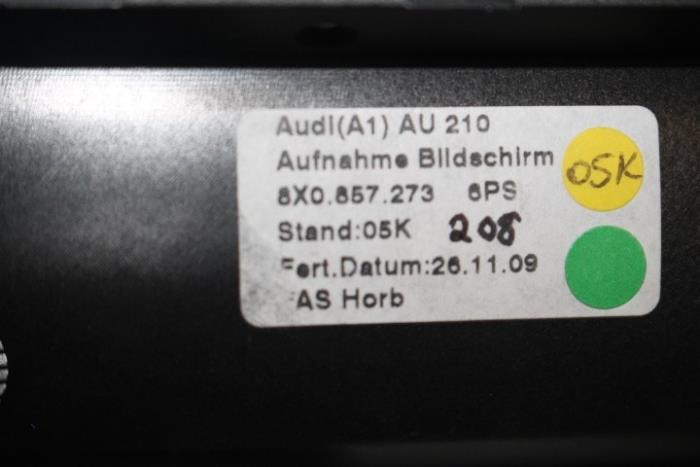 Audi(A1) AU 210
Aufnahme Bildschirm
8X0.857.273 6PS
Stand:05K 208
Fert.Datum:26.11.09
FAS Horb
05K